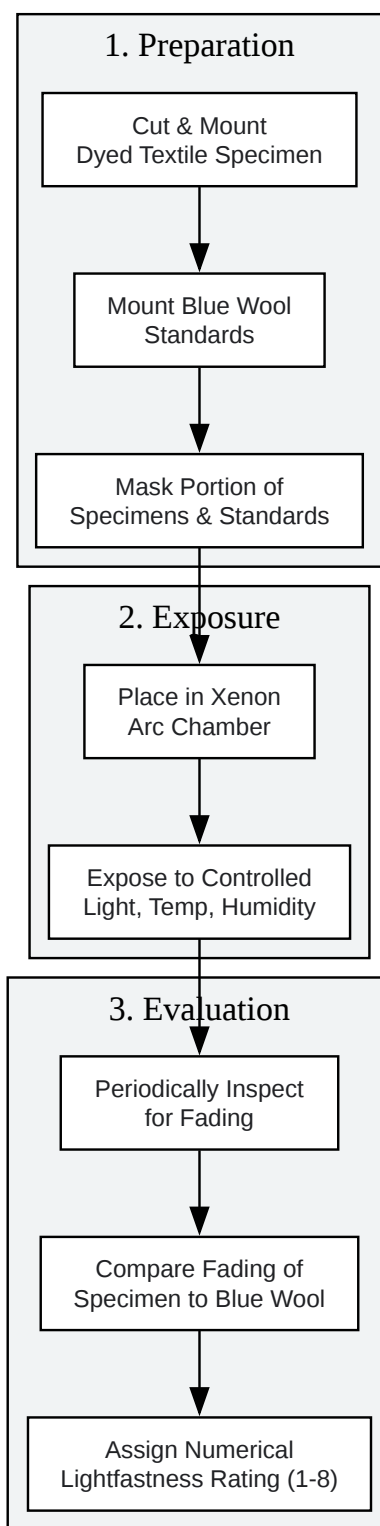 1. Preparation
Cut & Mount
Dyed Textile Specimen
Mount Blue Wool
Standards
Mask Portion of
Specimens & Standards
2. Exposure
Place in Xenon
Arc Chamber
Expose to Controlled
Light, Temp, Humidity
3. Evaluation
Periodically Inspect
for Fading
Compare Fading of
Specimen to Blue Wool
Assign Numerical
Lightfastness Rating (1-8)